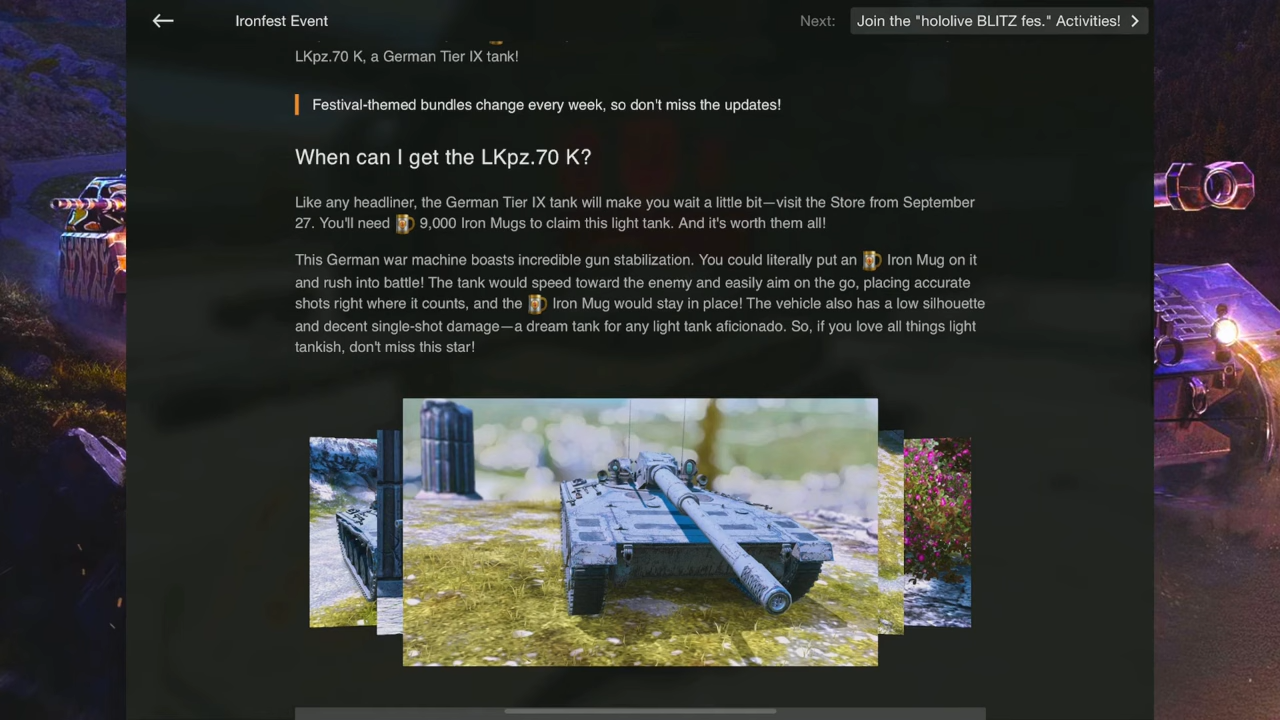 Ironfest Event
Next:
Join the "hololive BLITZ fes." Activities!
LKpz.70 K, a German Tier IX tank!
Festival-themed bundles change every week, so don't miss the updates!
When can I get the LKpz.70 K?
Like any headliner, the German Tier IX tank will make you wait a little bit—visit the Store from September
27. You'll need 9,000 Iron Mugs to claim this light tank. And it's worth them all!
This German war machine boasts incredible gun stabilization. You could literally put an Iron Mug on it
and rush into battle! The tank would speed toward the enemy and easily aim on the go, placing accurate
shots right where it counts, and the Iron Mug would stay in place! The vehicle also has a low silhouette
and decent single-shot damage—a dream tank for any light tank aficionado. So, if you love all things light
tankish, don't miss this star!